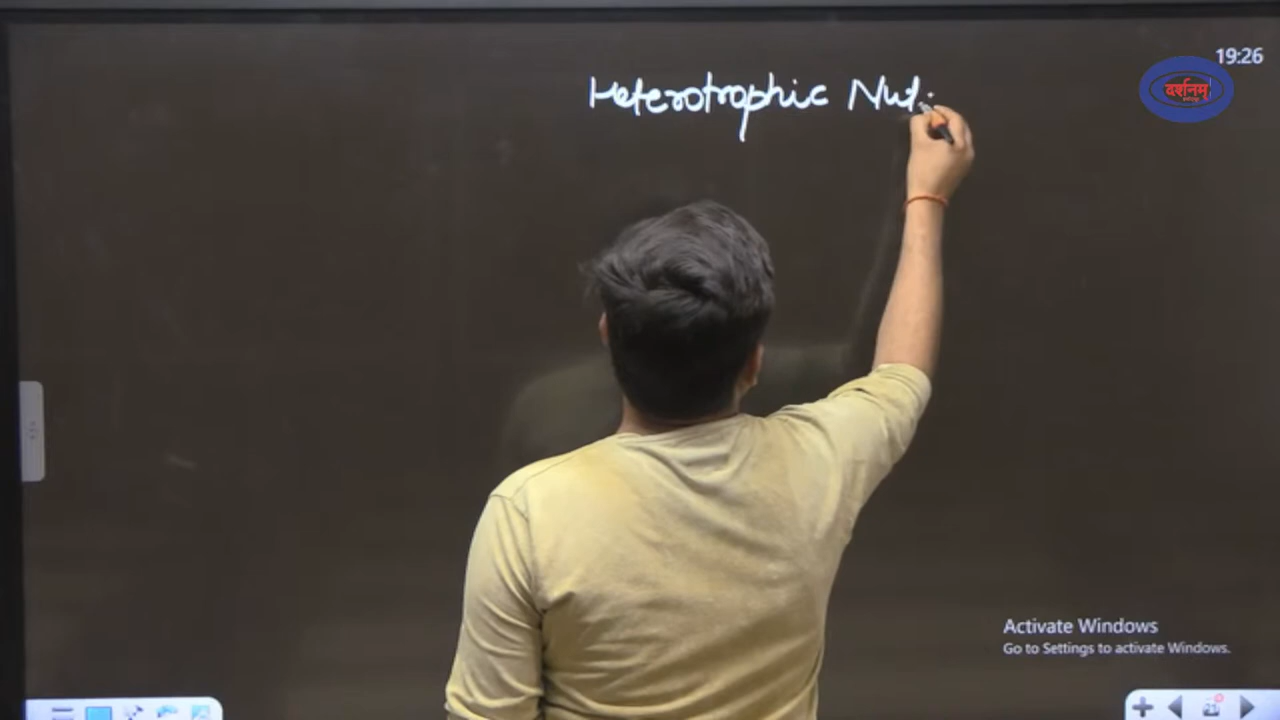 19:26
दर्शनम्
Heterotrophic Nut
Activate Windows
Go to Settings to activate Windows.